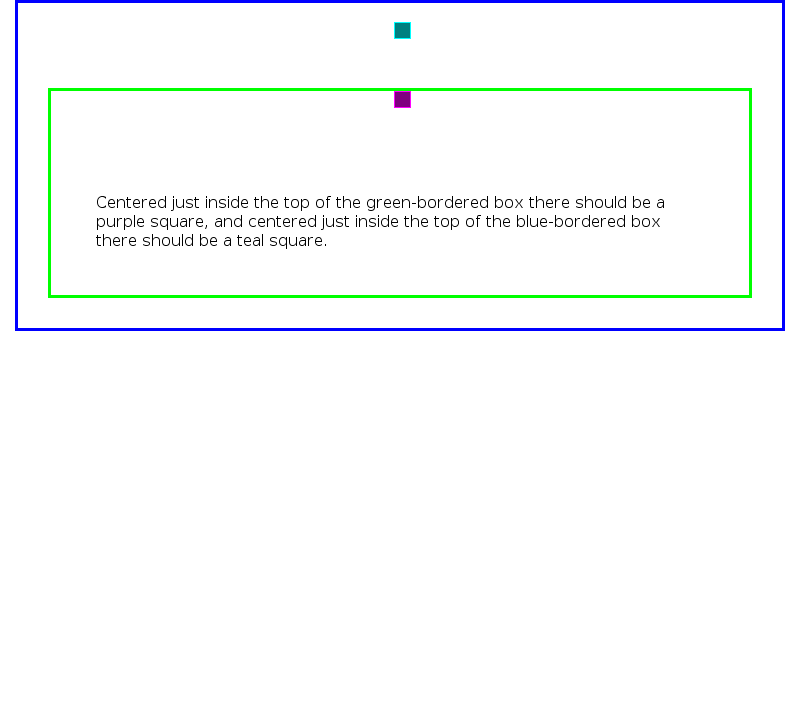 Centered just inside the top of the green-bordered box there should be a
purple square, and centered just inside the top of the blue-bordered box
there should be a teal square.